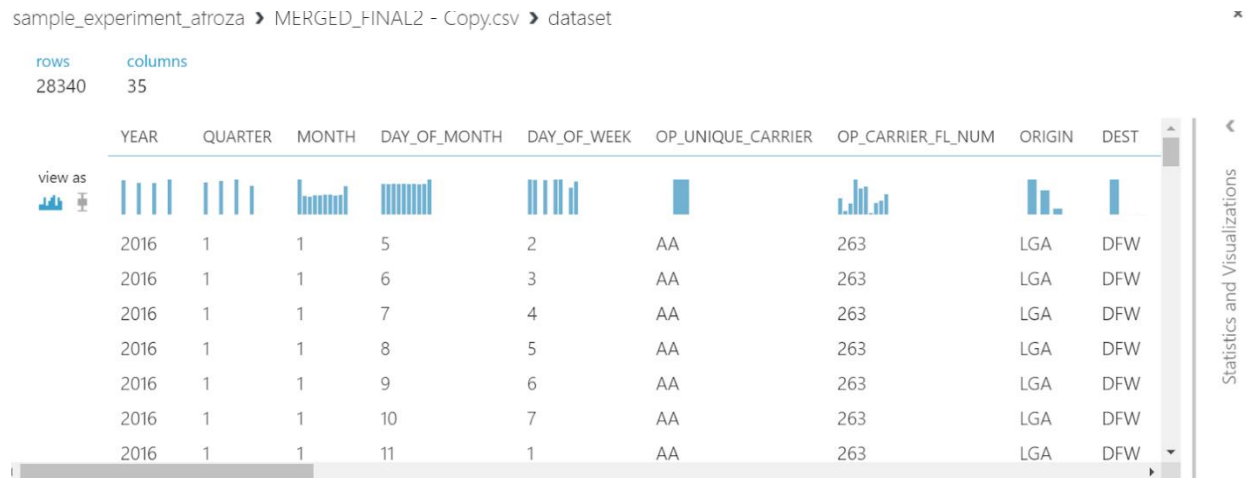 sample_experiment_afroza > MERGED_FINAL2 - Copy.csv > dataset
rows columns
28340 35
YEAR QUARTER MONTH DAY_OF_MONTH DAY_OF_WEEK OP_UNIQUE_CARRIER OP_CARRIER_FL_NUM ORIGIN DEST
view as
2016 1 1 5 2 AA 263 LGA DFW
2016 1 1 6 3 AA 263 LGA DFW
2016 1 1 7 4 AA 263 LGA DFW
2016 1 1 8 5 AA 263 LGA DFW
2016 1 1 9 6 AA 263 LGA DFW
2016 1 1 10 7 AA 263 LGA DFW
2016 1 1 11 1 AA 263 LGA DFW
Statistics and Visualizations